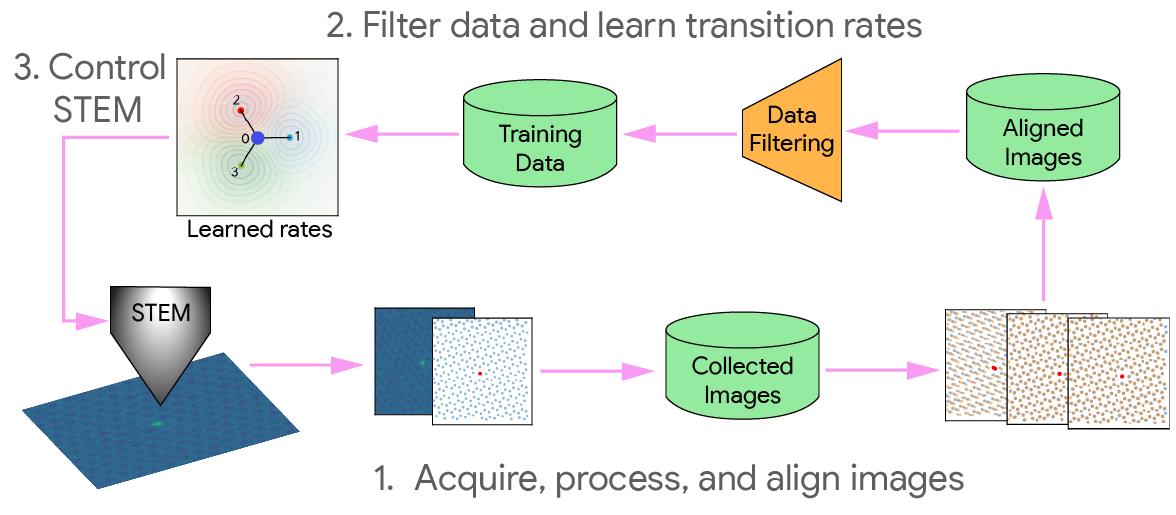 2. Filter data and learn transition rates
3. Control
STEM
2
0
1
3
Learned rates
Training
Data
Data
Filtering
Aligned
Images
STEM
Collected
Images
1. Acquire, process, and align images